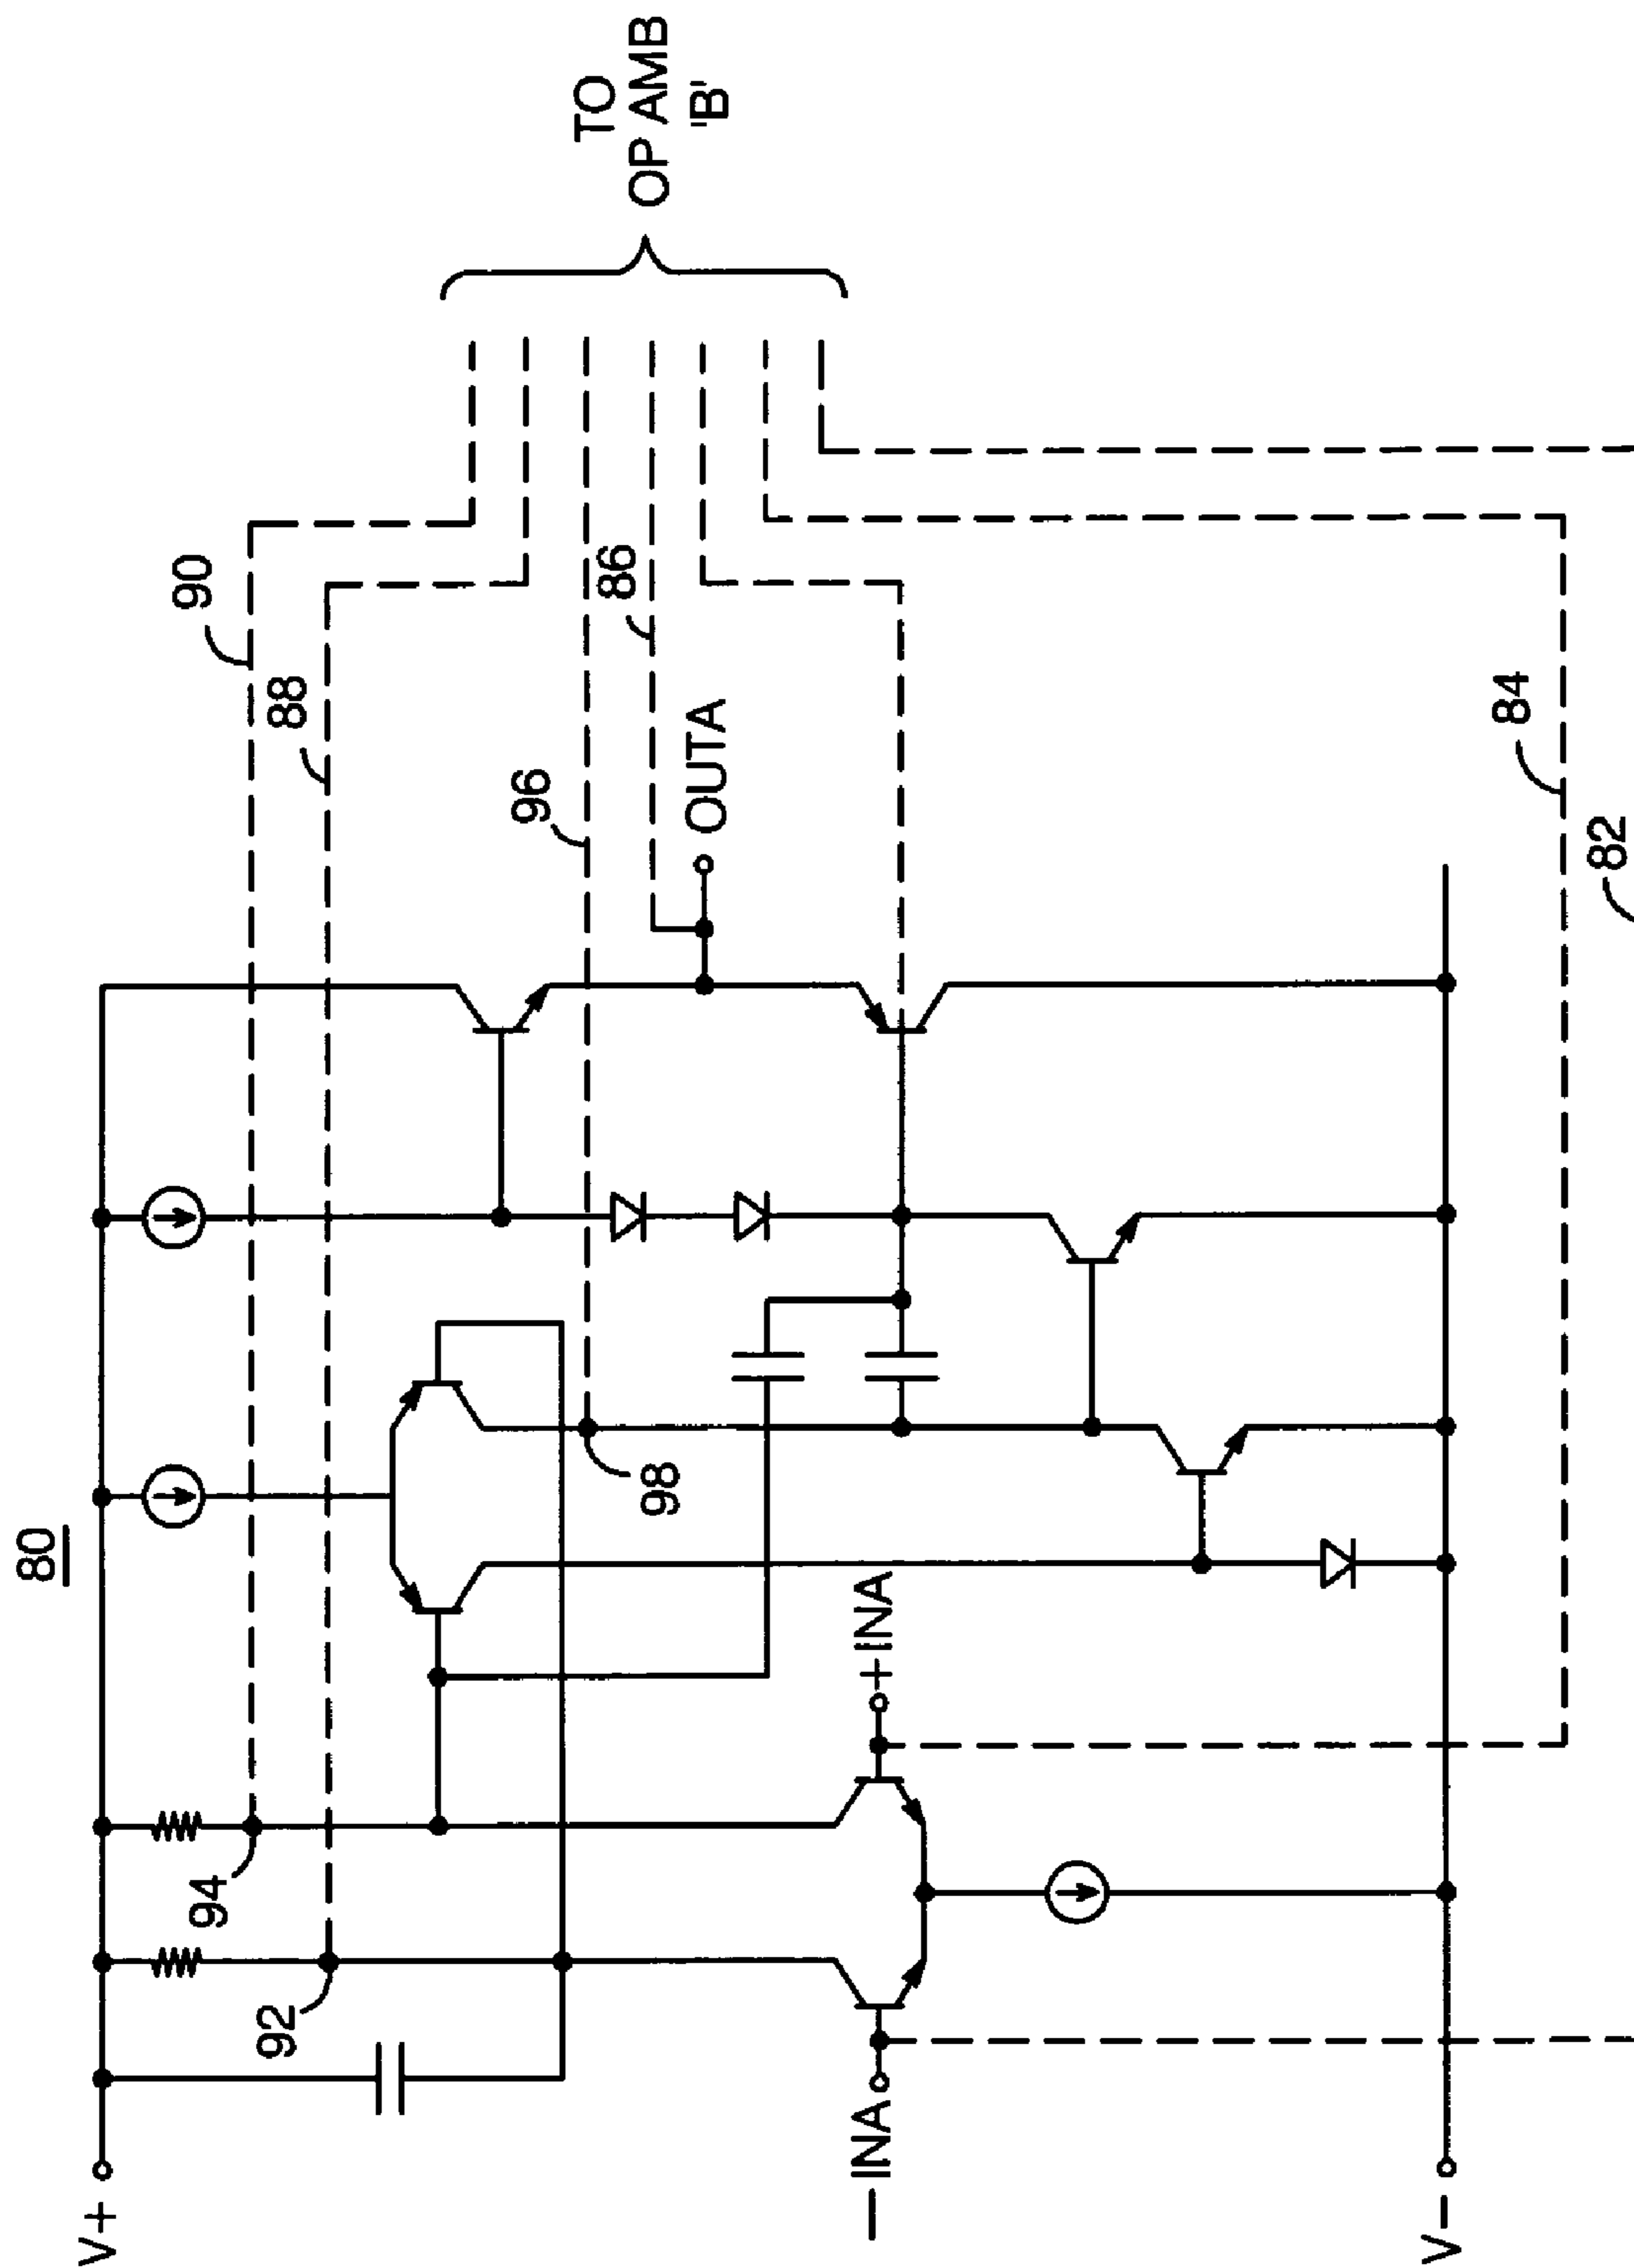 80
90
88
96
86
TO
OP AMB
'B'
94
92
98
V+
OUTA
+INA
— INA
84
82
V −